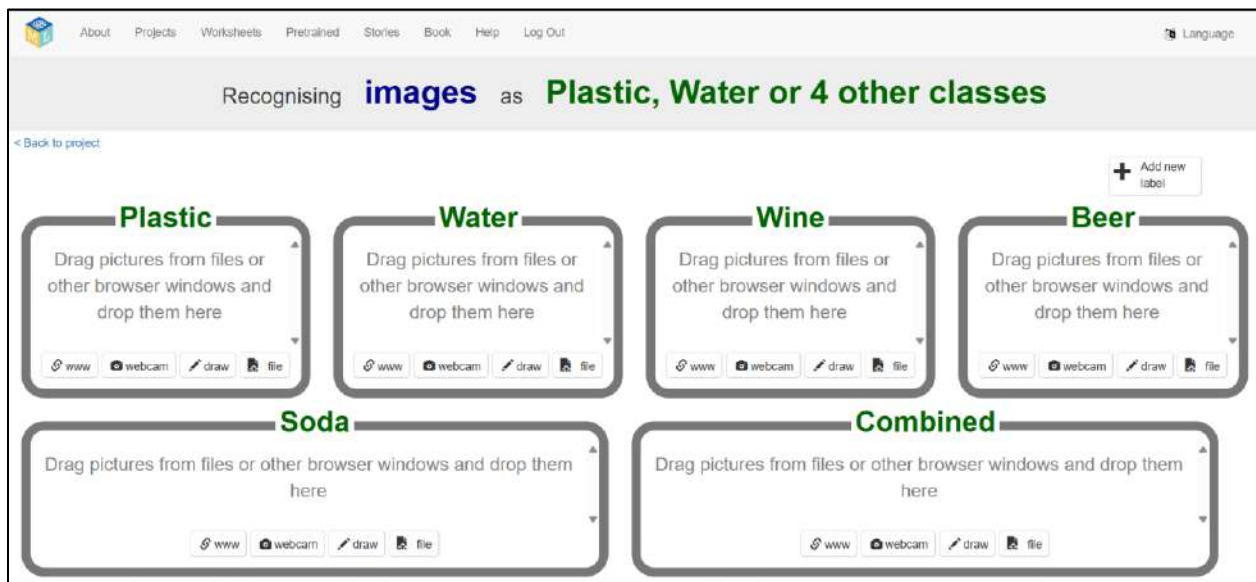 About Projects Worksheets Pretrained Stories Book Help Log Out Language
Recognising images as Plastic, Water or 4 other classes
< Back to project
Add new
label
Plastic Water Wine Beer
Drag pictures from files or Drag pictures from files or Drag pictures from files or Drag pictures from files or
other browser windows and other browser windows and other browser windows and other browser windows and
drop them here drop them here drop them here drop them here
www webcam draw file www webcam draw file www webcam draw file www webcam draw file
Soda Combined
Drag pictures from files or other browser windows and drop them Drag pictures from files or other browser windows and drop them
here here
www webcam draw file www webcam draw file